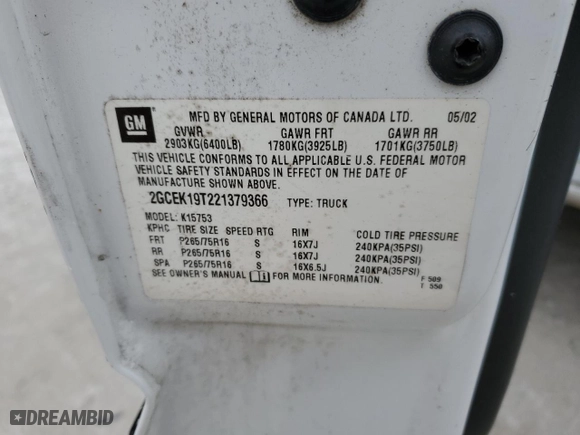 GM
MFD BY GENERAL MOTORS OF CANADA LTD. 05/02
GVWR GAWR FRT GAWR RR
2903KG(6400LB) 1780KG(3925LB) 1701KG(3750LB)
THIS VEHICLE CONFORMS TO ALL APPLICABLE U.S. FEDERAL MOTOR
VEHICLE SAFETY STANDARDS IN EFFECT ON THE DATE OF
MANUFACTURE SHOWN ABOVE.
2GCEK19T221379366 TYPE: TRUCK
MODEL: K15753
KPHC TIRE SIZE SPEED RTG RIM COLD TIRE PRESSURE
FRT P265/75R16 S 16X7J 240KPA(35PSI)
RR P265/75R16 S 16X7J 240KPA(35PSI)
SPA P265/75R16 S 16X6.5J 240KPA(35PSI)
SEE OWNER'S MANUAL FOR MORE INFORMATION. F 509
T 550
DREAMBID